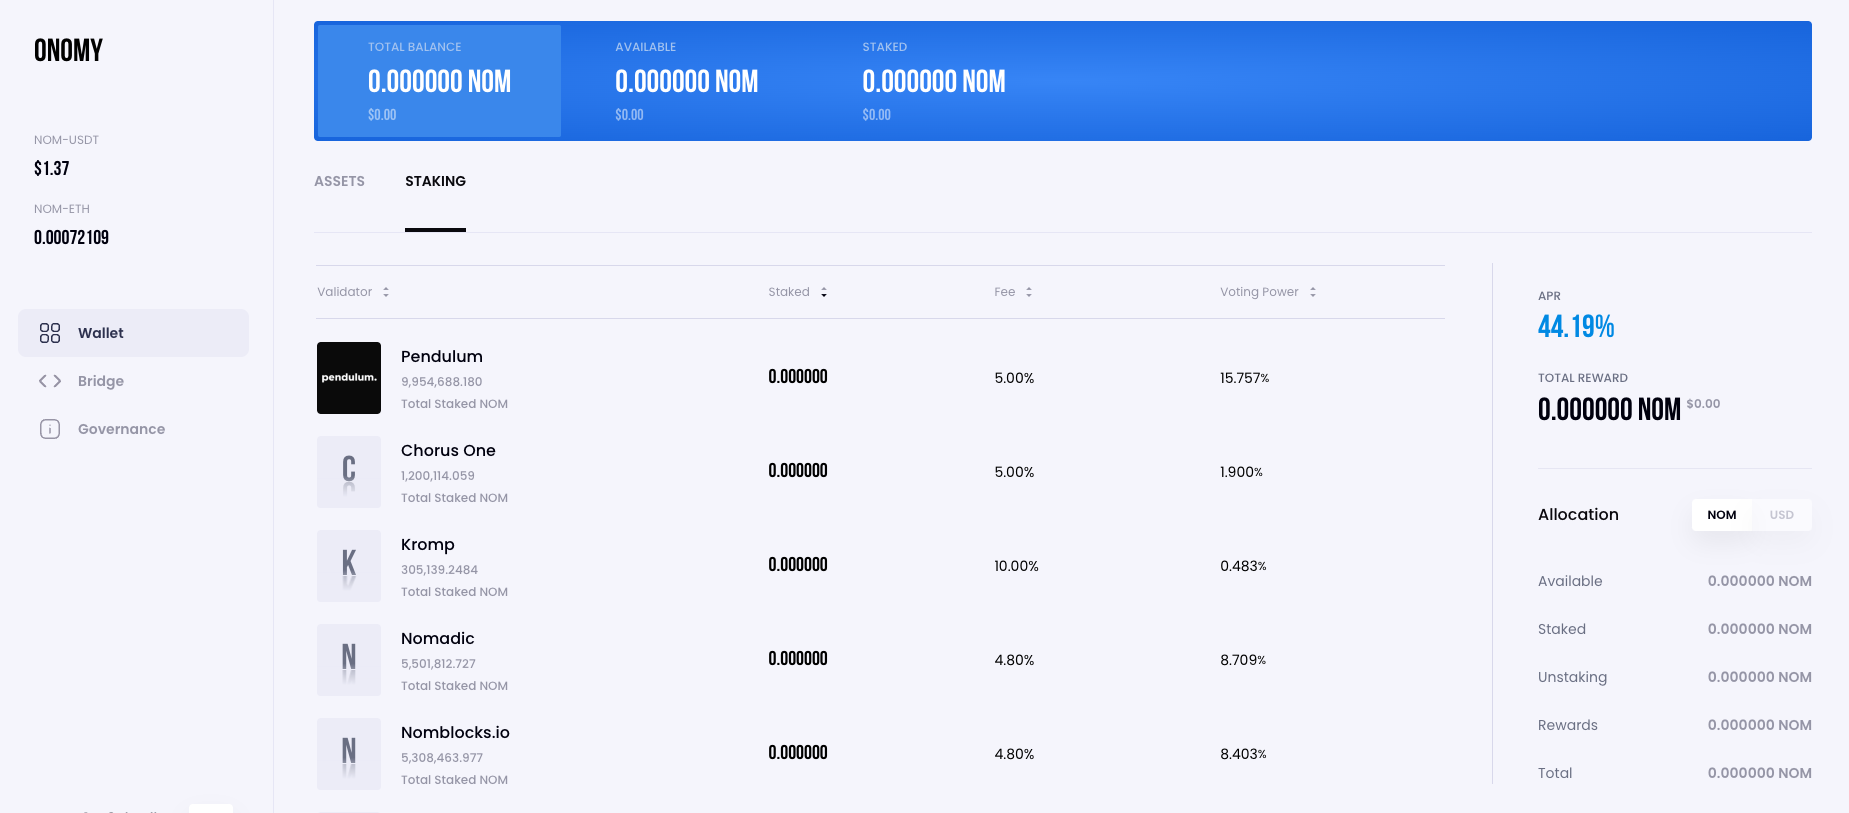 ONOMY
NOM-USDT
$1.37
NOM-ETH
0.00072109
Wallet
Bridge
Governance
TOTAL BALANCE
0.000000 NOM
$0.00
AVAILABLE
0.000000 NOM
$0.00
STAKED
0.000000 NOM
$0.00
ASSETS STAKING
Validator Staked Fee Voting Power
pendulum.
Pendulum
9,954,688.180
Total Staked NOM
0.000000 5.00% 15.757%
C
Chorus One
1,200,114.059
Total Staked NOM
0.000000 5.00% 1.900%
K
Kromp
305,139.2484
Total Staked NOM
0.000000 10.00% 0.483%
N
Nomadic
5,501,812.727
Total Staked NOM
0.000000 4.80% 8.709%
N
Nomblocks.io
5,308,463.977
Total Staked NOM
0.000000 4.80% 8.403%
APR
44.19%
TOTAL REWARD
0.000000 NOM $0.00
Allocation NOM USD
Available 0.000000 NOM
Staked 0.000000 NOM
Unstaking 0.000000 NOM
Rewards 0.000000 NOM
Total 0.000000 NOM